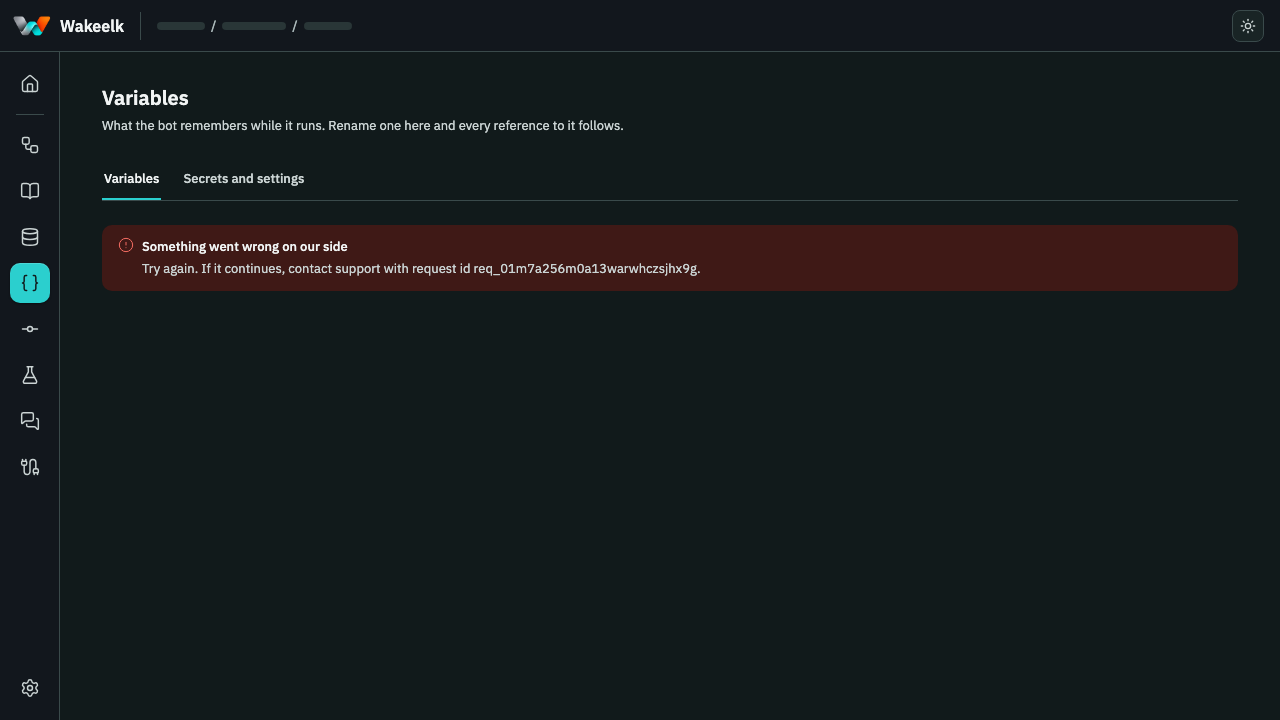 Wakeelk
/ /
Variables
What the bot remembers while it runs. Rename one here and every reference to it follows.
Variables
Secrets and settings
Something went wrong on our side
Try again. If it continues, contact support with request id req_01m7a256m0a13warwhczsjhx9g.